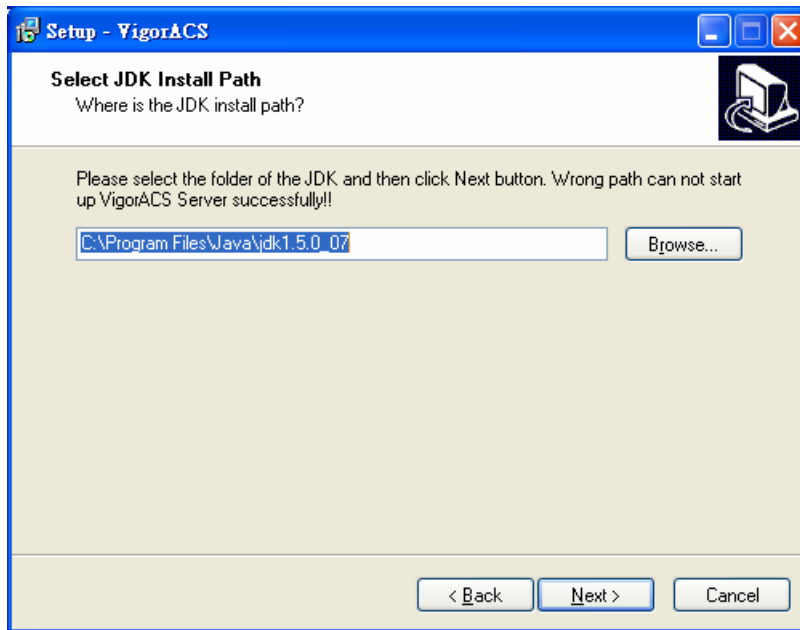 Setup - VigorACS
Select JDK Install Path
Where is the JDK install path?
Please select the folder of the JDK and then click Next button. Wrong path can not start
up VigorACS Server successfully!!
C:\Program Files\Java\jdk1.5.0_07
Browse...
< Back
Next >
Cancel